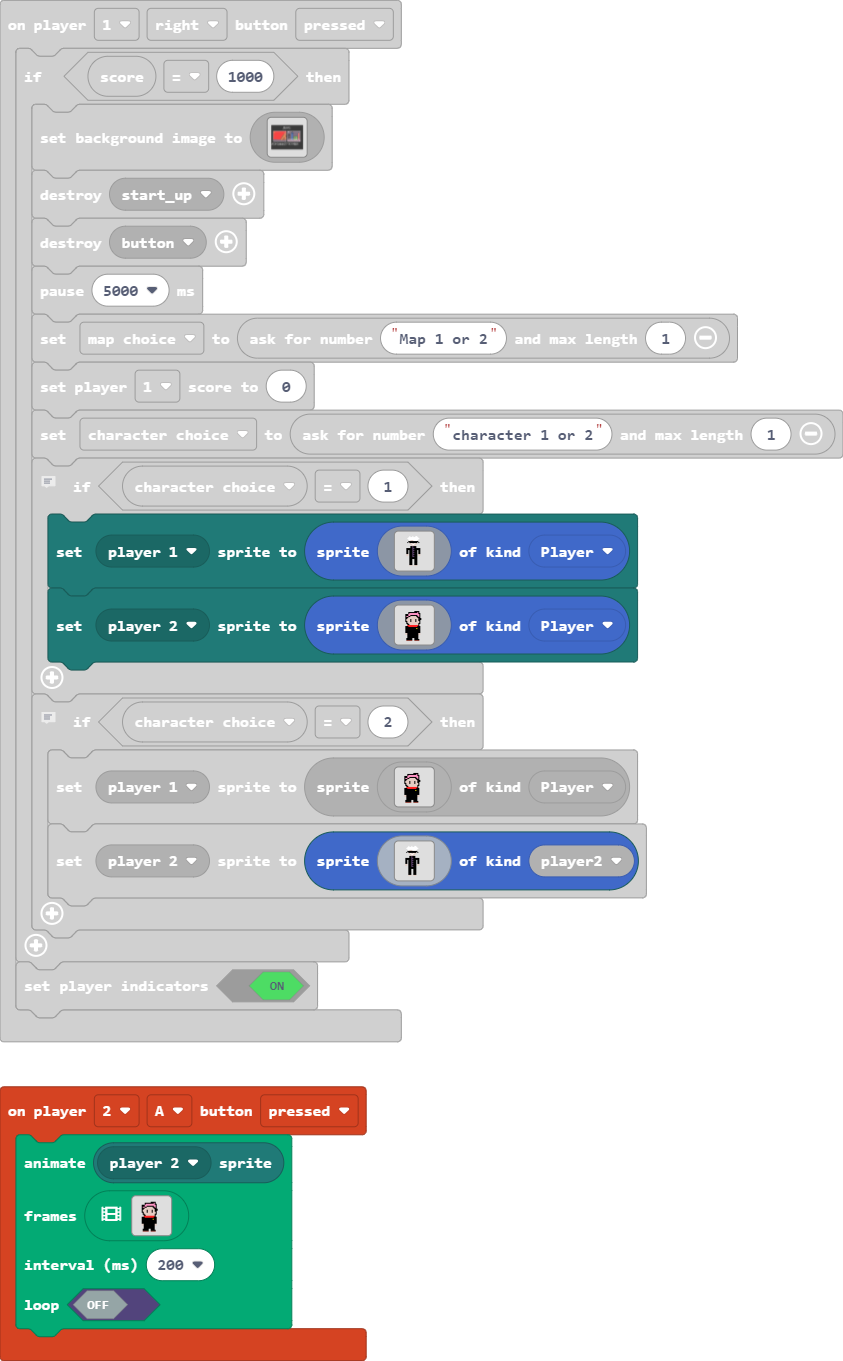 on player 1 right button pressed
if score = 1000 then
set background image to
destroy start_up
destroy button
pause 5000 ms
set map choice to ask for number "Map 1 or 2" and max length 1
set player 1 score to 0
set character choice to ask for number "character 1 or 2" and max length 1
if character choice = 1 then
set player 1 sprite to sprite of kind Player
set player 2 sprite to sprite of kind Player
if character choice = 2 then
set player 1 sprite to sprite of kind Player
set player 2 sprite to sprite of kind player2
set player indicators ON
on player 2 A button pressed
animate player 2 sprite
frames
interval (ms) 200
loop OFF